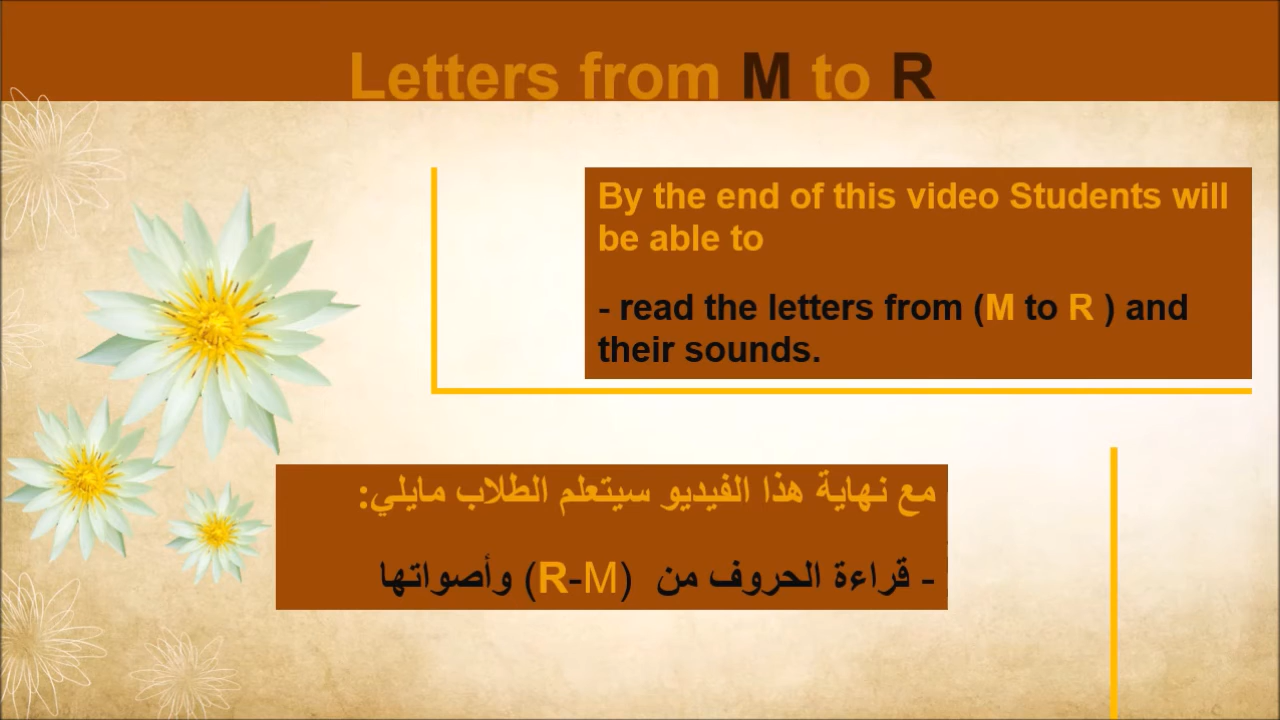 Letters from M to R
By the end of this video Students will
be able to
- read the letters from (M to R ) and
their sounds.
مع نهاية هذا الفيديو سيتعلم الطلاب مايلي:
- قراءة الحروف من (R-M) وأصواتها